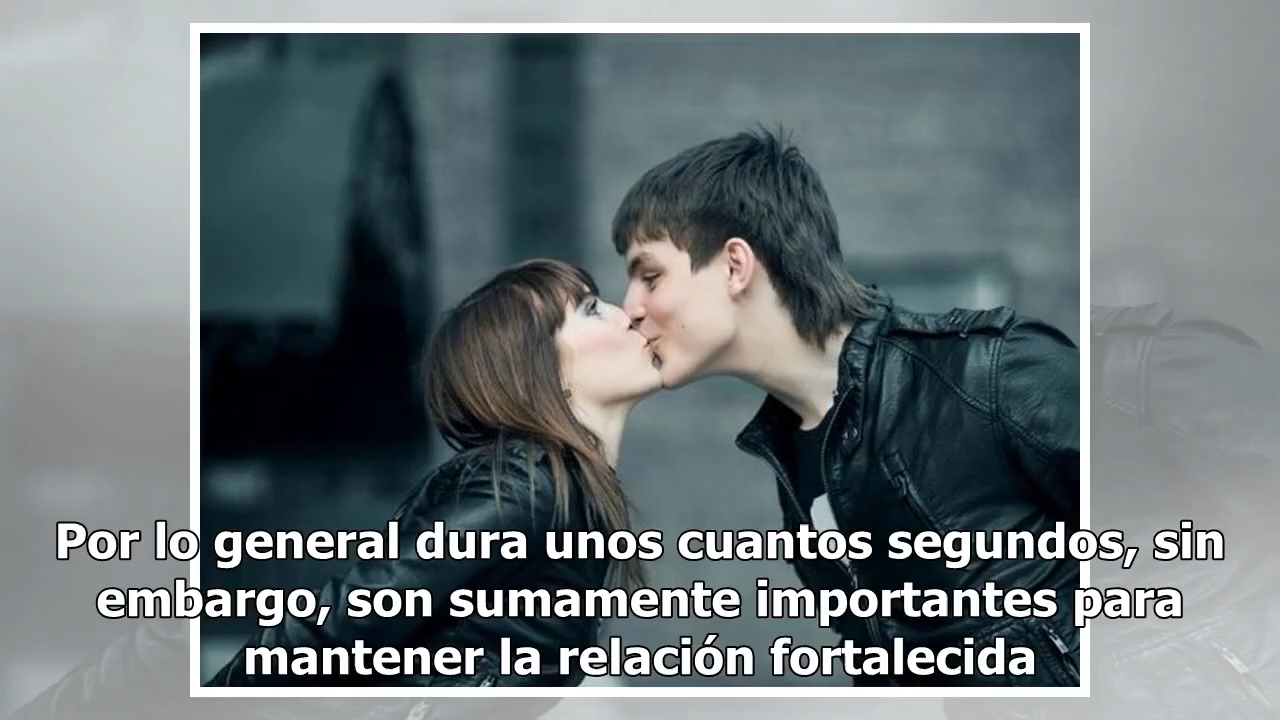 Por lo general dura unos cuantos segundos, sin
embargo, son sumamente importantes para
mantener la relación fortalecida